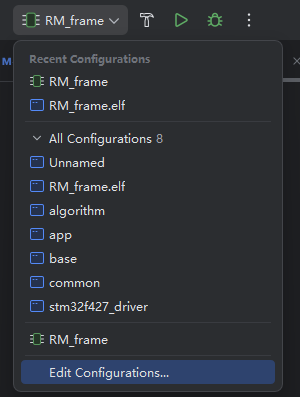 RM_frame
M
Recent Configurations
RM_frame
RM_frame.elf
All Configurations 8
Unnamed
RM_frame.elf
algorithm
app
base
common
stm32f427_driver
RM_frame
Edit Configurations...